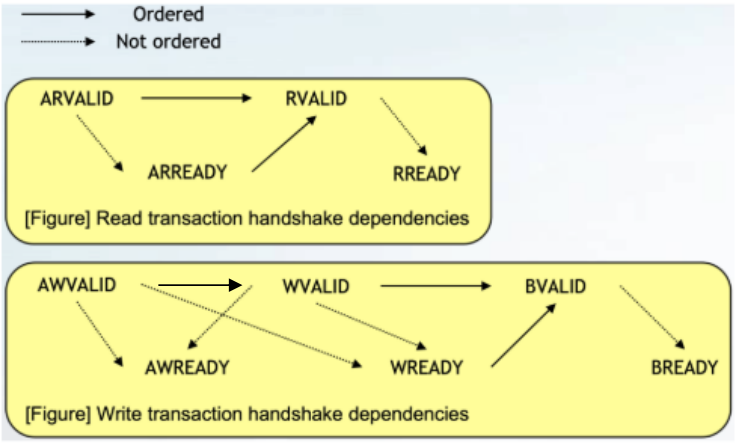 Ordered
Not ordered
ARVALID RVALID
ARREADY RREADY
[Figure] Read transaction handshake dependencies
AWVALID WVALID BVALID
AWREADY WREADY BREADY
[Figure] Write transaction handshake dependencies